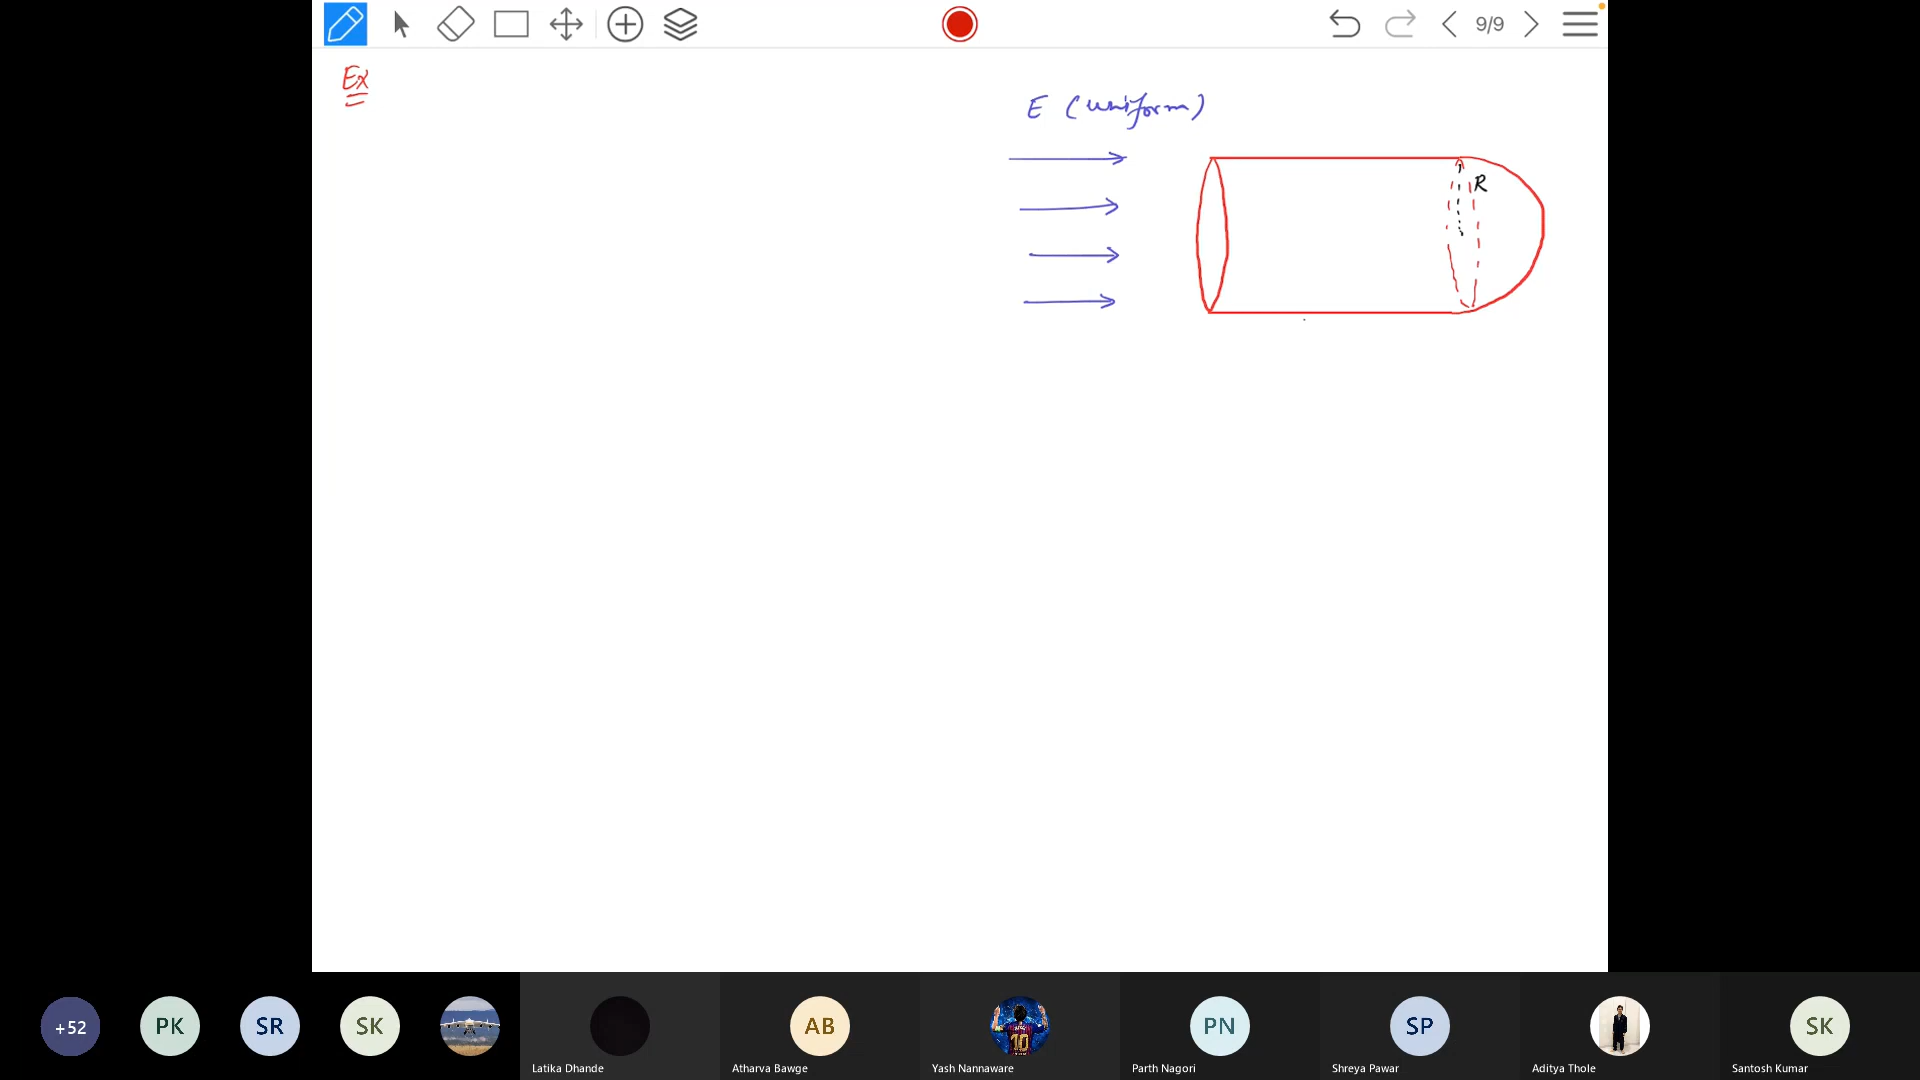 9/9
Ex
E (uniform)
R
+52
PK
SR
SK
AB
10
PN
SP
SK
Latika Dhande
Atharva Bawge
Yash Nannaware
Parth Nagori
Shreya Pawar
Aditya Thole
Santosh Kumar